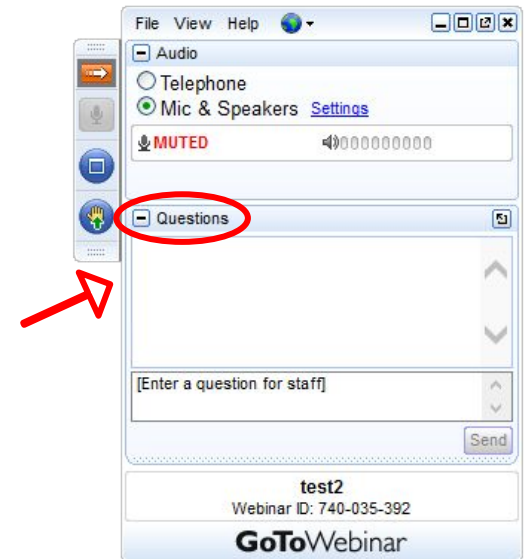 File View Help
Audio
Telephone
Mic & Speakers Settings
MUTED
Questions
[Enter a question for staff]
Send
test2
Webinar ID: 740-035-392
GoToWebinar